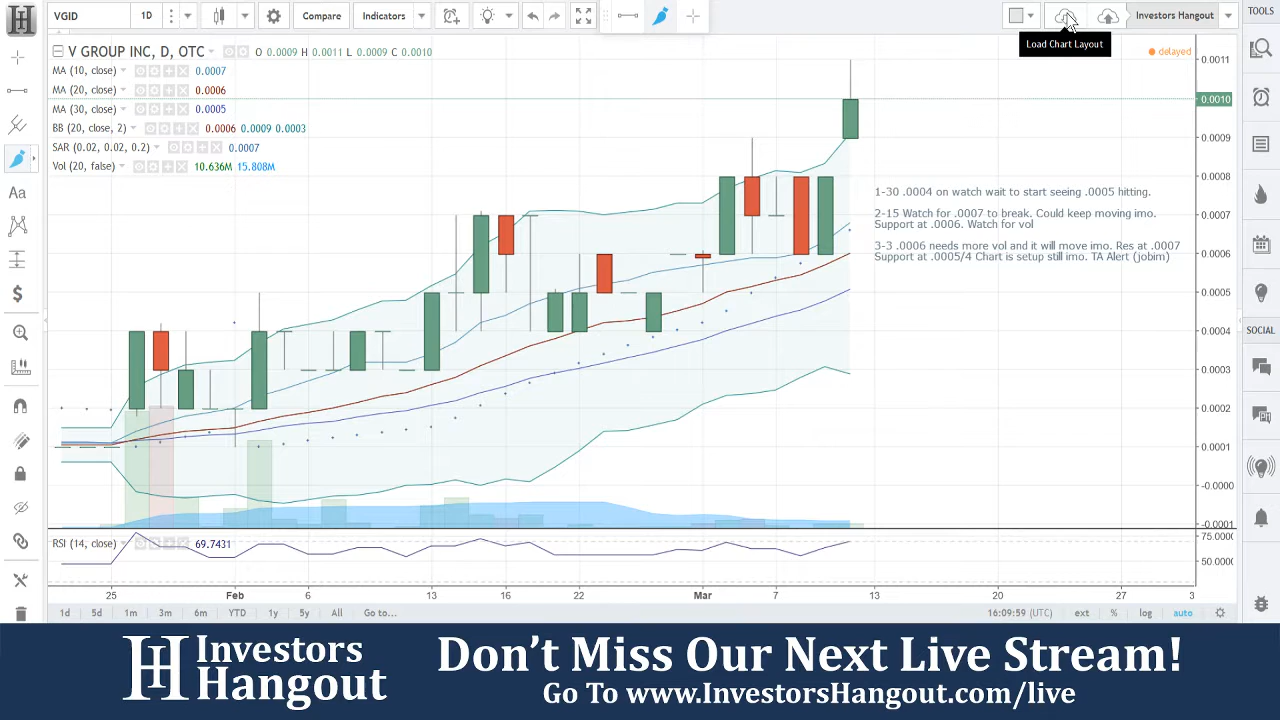 VGID
1D
Compare
Indicators
Investors Hangout
TOOLS
Load Chart Layout
V GROUP INC, D, OTC
O 0.0009 H 0.0011 L 0.0009 C 0.0010
delayed
MA (10, close) 0.0007
MA (20, close) 0.0006
MA (30, close) 0.0005
BB (20, close, 2) 0.0006 0.0009 0.0003
SAR (0.02, 0.02, 0.2) 0.0007
Vol (20, false) 10.636M 15.808M
Aa
1-30 .0004 on watch wait to start seeing .0005 hitting.
2-15 Watch for .0007 to break. Could keep moving imo.
Support at .0006. Watch for vol
3-3 .0006 needs more vol and it will move imo. Res at .0007
Support at .0005/4 Chart is setup still imo. TA Alert (jobim)
0.0011
0.0010
0.0009
0.0008
0.0007
0.0006
0.0005
0.0004
0.0003
0.0002
0.0001
-0.0000
-0.0001
SOCIAL
RSI (14, close) 69.7431
75.0000
50.0000
25 Feb 6 13 16 22 Mar 7 13 20 27 3
1d 5d 1m 3m 6m YTD 1y 5y All Go to...
16:09:59 (UTC) ext % log auto
H
Investors
Hangout
Don't Miss Our Next Live Stream!
Go To www.InvestorsHangout.com/live